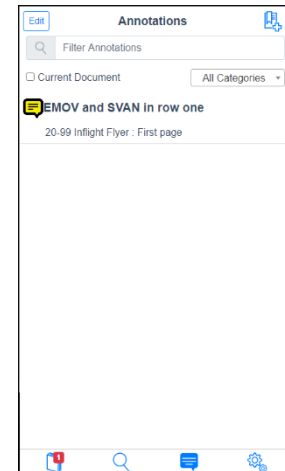 Edit
Annotations
Filter Annotations
Current Document
All Categories
EMOV and SVAN in row one
20-99 Inflight Flyer : First page
1